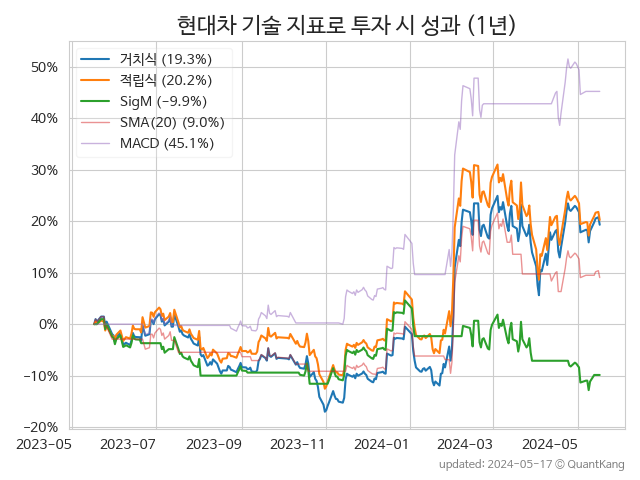 현대차 기술 지표로 투자 시 성과 (1년)
거치식 (19.3%)
적립식 (20.2%)
SigM (−9.9%)
SMA(20) (9.0%)
MACD (45.1%)
50%
40%
30%
20%
10%
0%
−10%
−20%
2023-05 2023-07 2023-09 2023-11 2024-01 2024-03 2024-05
updated: 2024-05-17 © QuantKang